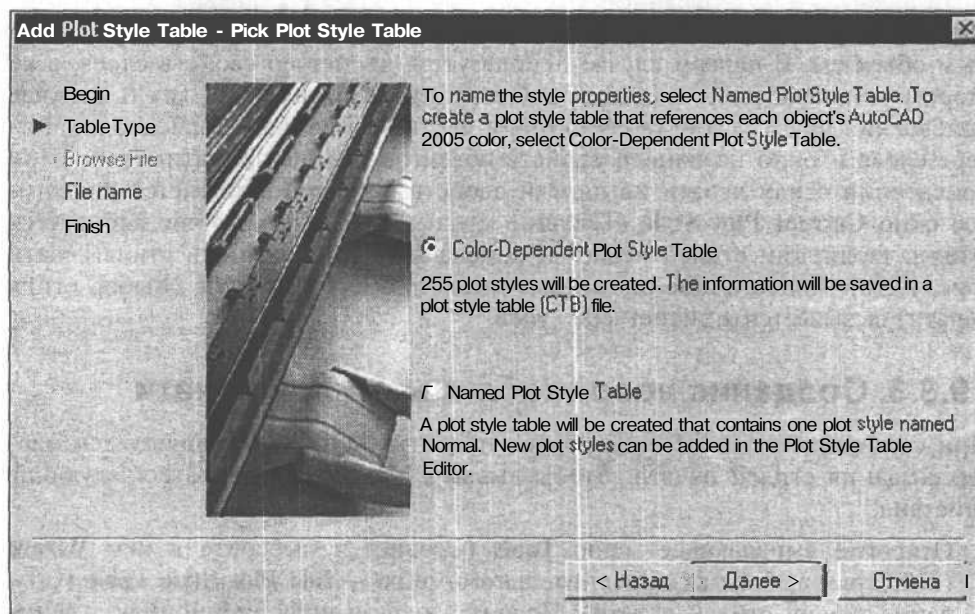 Add Plot Style Table - Pick Plot Style Table
Begin
Table Type
Browse File
File name
Finish
To name the style properties, select Named Plot Style Table. To
create a plot style table that references each object's AutoCAD
2005 color, select Color-Dependent Plot Style Table.
Color-Dependent Plot Style Table
255 plot styles will be created. The information will be saved in a
plot style table (CTB) file.
Named Plot Style Table
A plot style table will be created that contains one plot style named
Normal. New plot styles can be added in the Plot Style Table
Editor.
< Назад
Далее >
Отмена